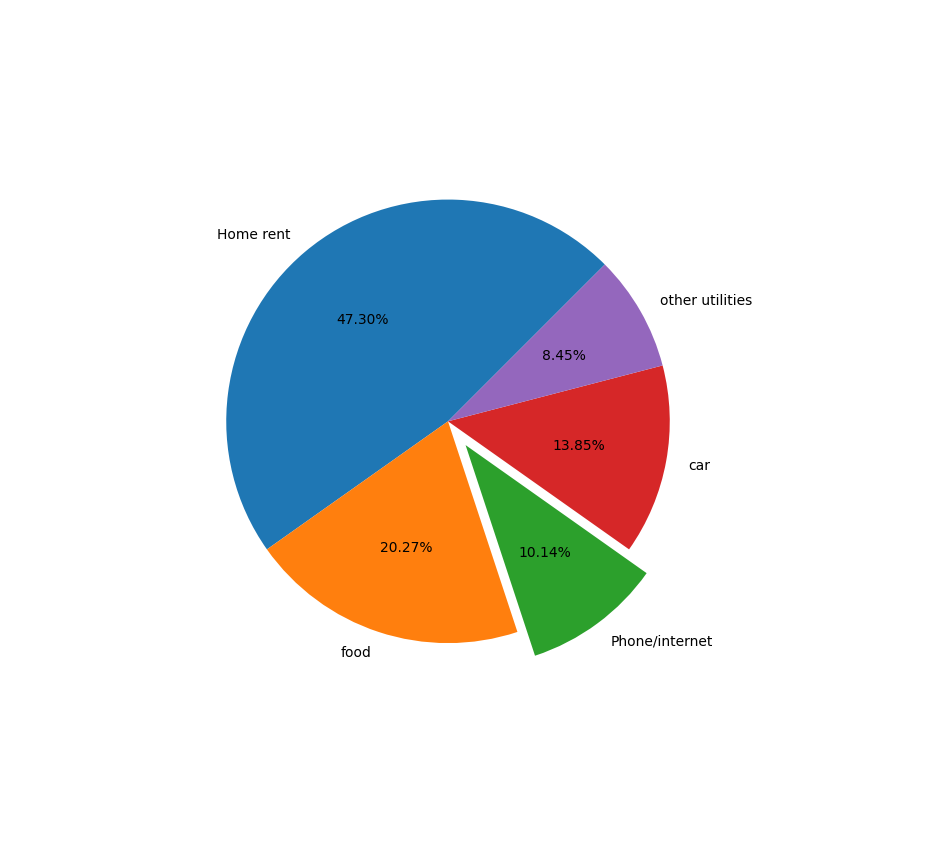 Home rent
47.30%
other utilities
8.45%
13.85%
car
20.27%
10.14%
Phone/internet
food